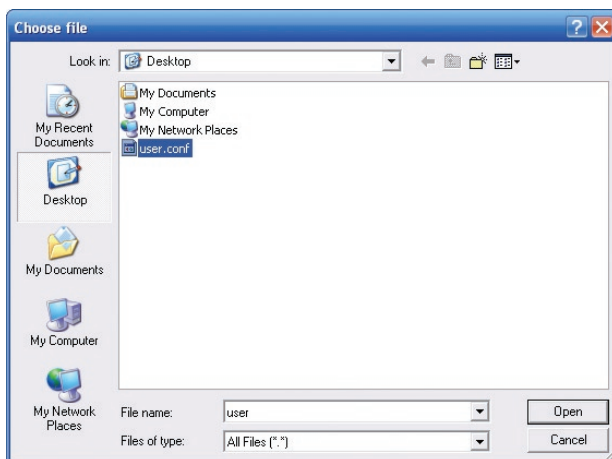 Choose file
Look in: Desktop
My Recent
Documents
Desktop
My Documents
My Computer
My Network
Places
My Documents
My Computer
My Network Places
user.conf
File name: user Open
Files of type: All Files (*.*) Cancel